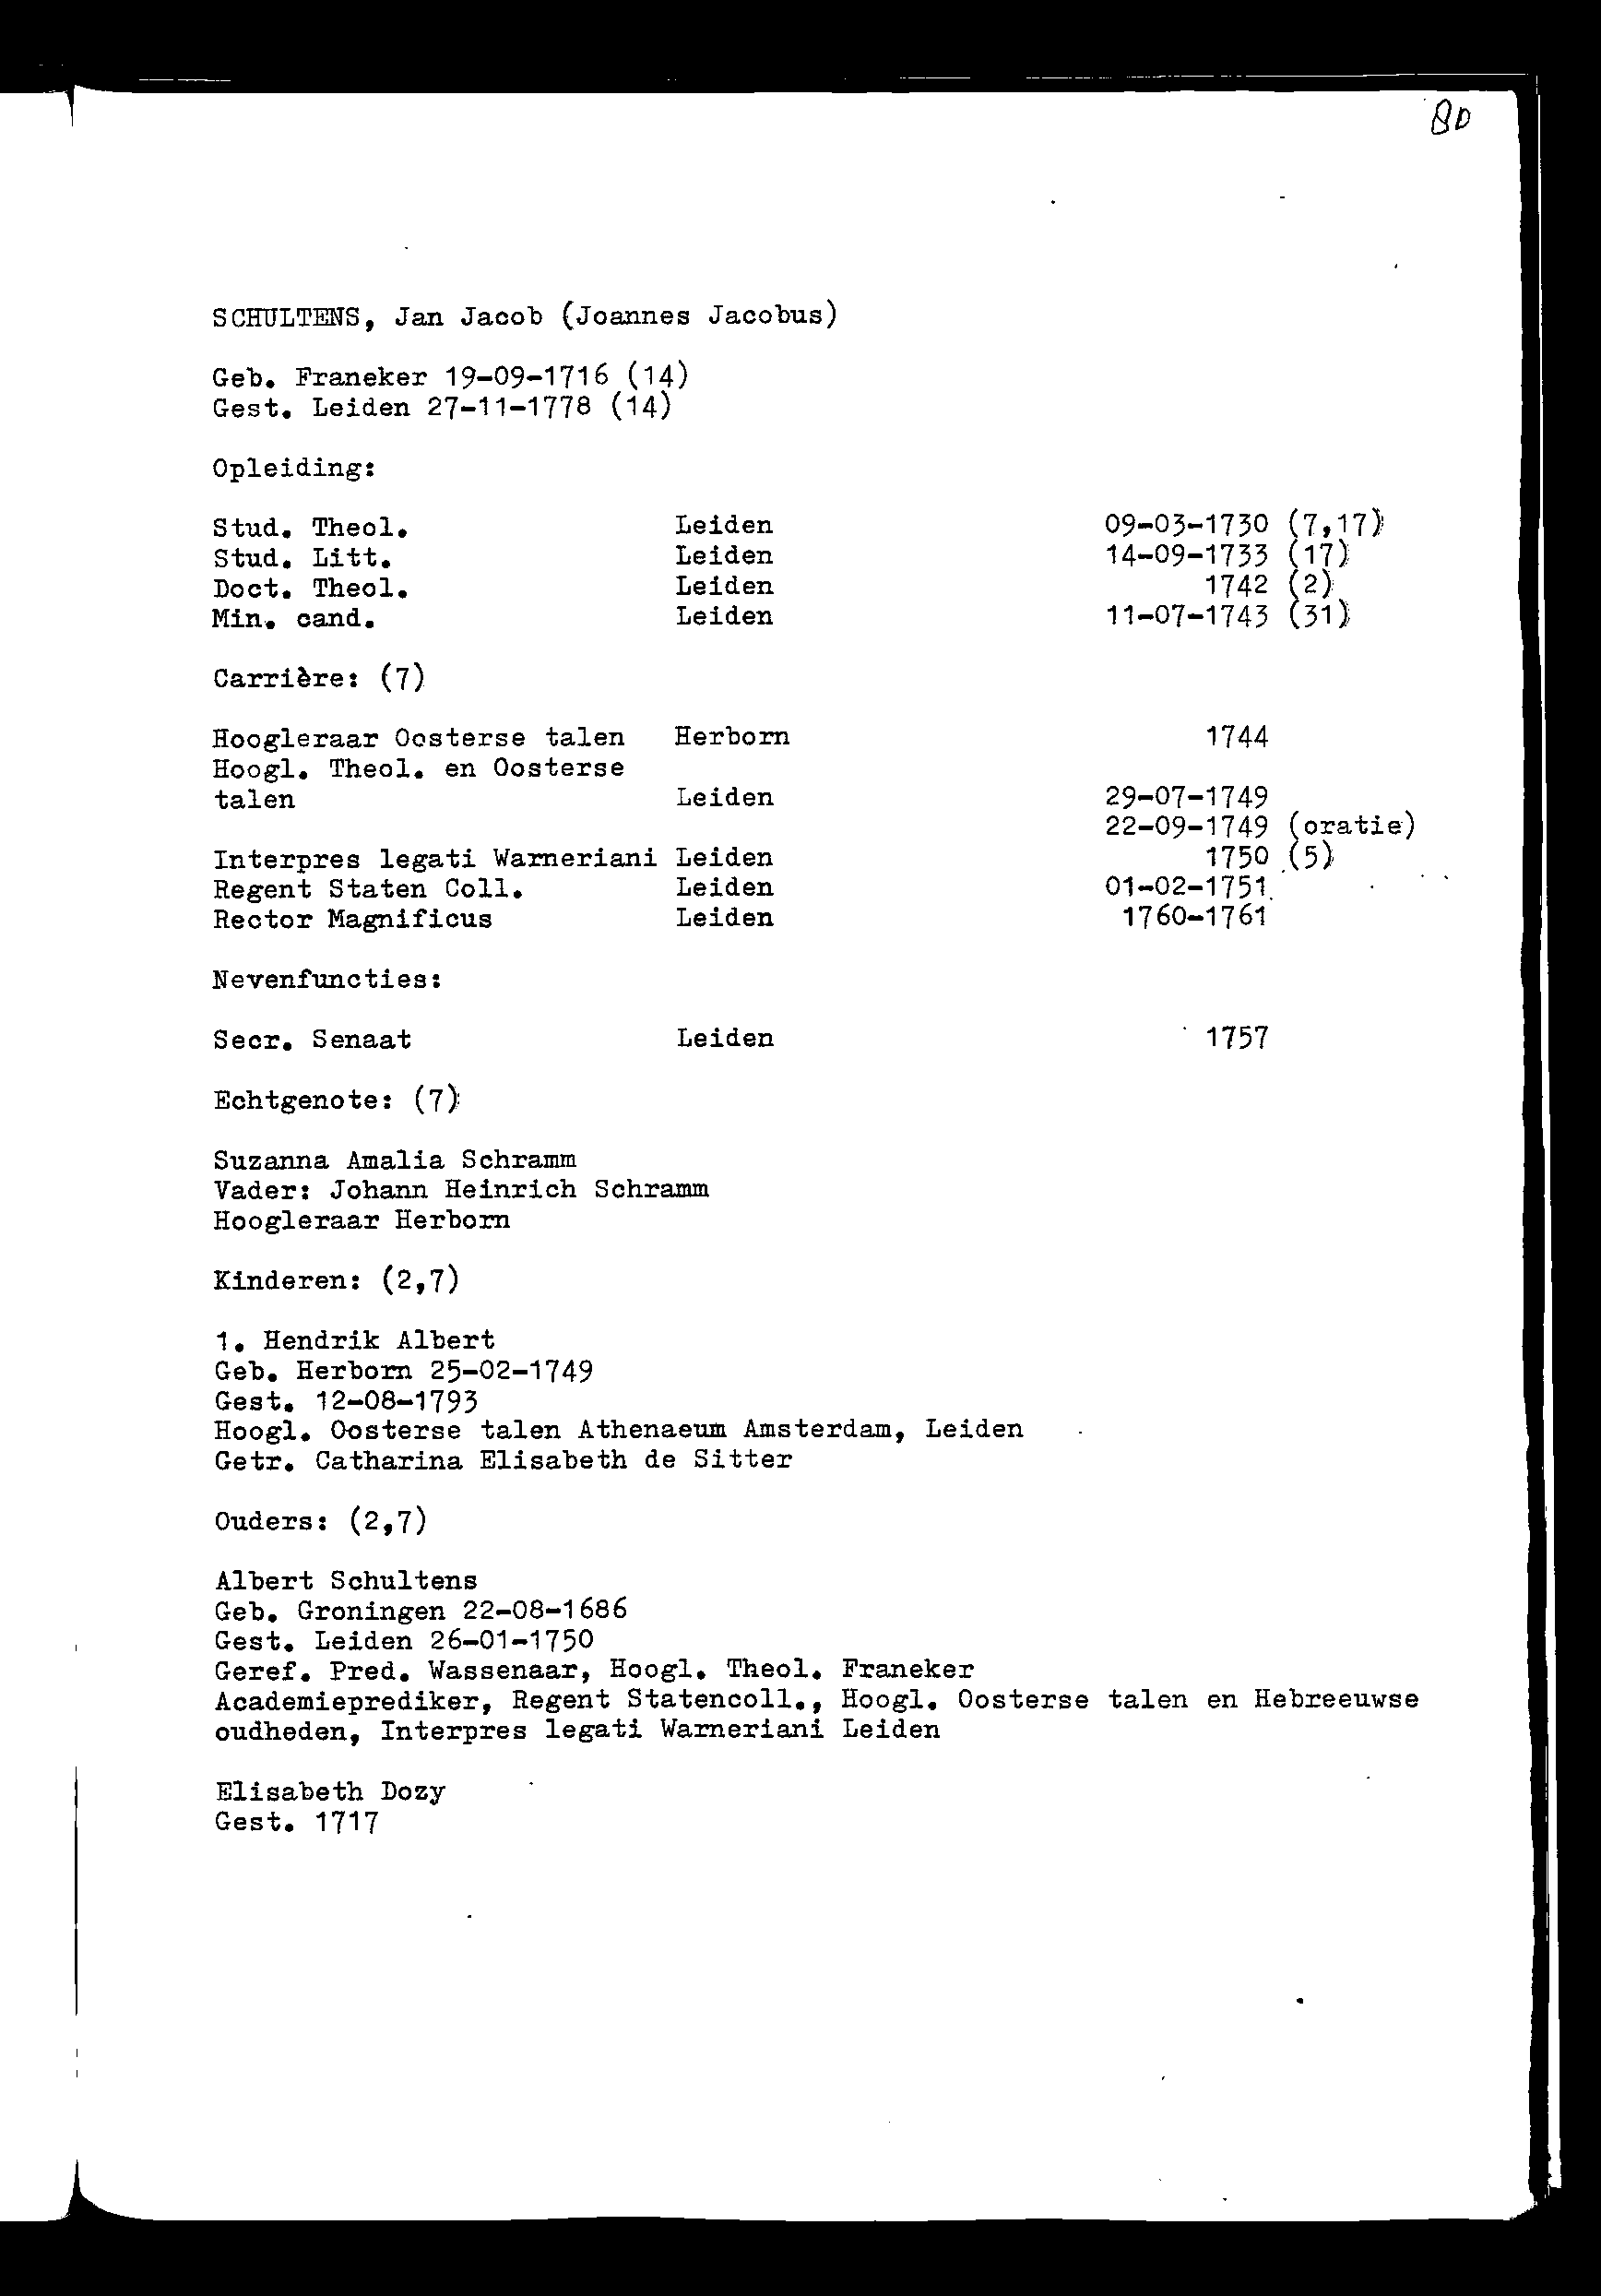 80
SCHULTENS, Jan Jacob (Joannes Jacobus)
Geb. Franeker 19-09-1716 (14)
Gest. Leiden 27-11-1778 (14)
Opleiding:
Stud. Theol. Leiden 09-03-1730 (7,17)
Stud. Litt. Leiden 14-09-1733 (17)
Doct. Theol. Leiden 1742 (2)
Min. cand. Leiden 11-07-1743 (31)
Carrière: (7)
Hoogleraar Oosterse talen Herborn 1744
Hoogl. Theol. en Oosterse
talen Leiden 29-07-1749
22-09-1749 (oratie)
Interpres legati Warneriani Leiden 1750 (5)
Regent Staten Coll. Leiden 01-02-1751
Rector Magnificus Leiden 1760-1761
Nevenfuncties:
Secr. Senaat Leiden 1757
Echtgenote: (7)
Suzanna Amalia Schramm
Vader: Johann Heinrich Schramm
Hoogleraar Herborn
Kinderen: (2,7)
1. Hendrik Albert
Geb. Herborn 25-02-1749
Gest. 12-08-1793
Hoogl. Oosterse talen Athenaeum Amsterdam, Leiden
Getr. Catharina Elisabeth de Sitter
Ouders: (2,7)
Albert Schultens
Geb. Groningen 22-08-1686
Gest. Leiden 26-01-1750
Geref. Pred. Wassenaar, Hoogl. Theol. Franeker
Academieprediker, Regent Statencoll., Hoogl. Oosterse talen en Hebreeuwse
oudheden, Interpres legati Warneriani Leiden
Elisabeth Dozy
Gest. 1717